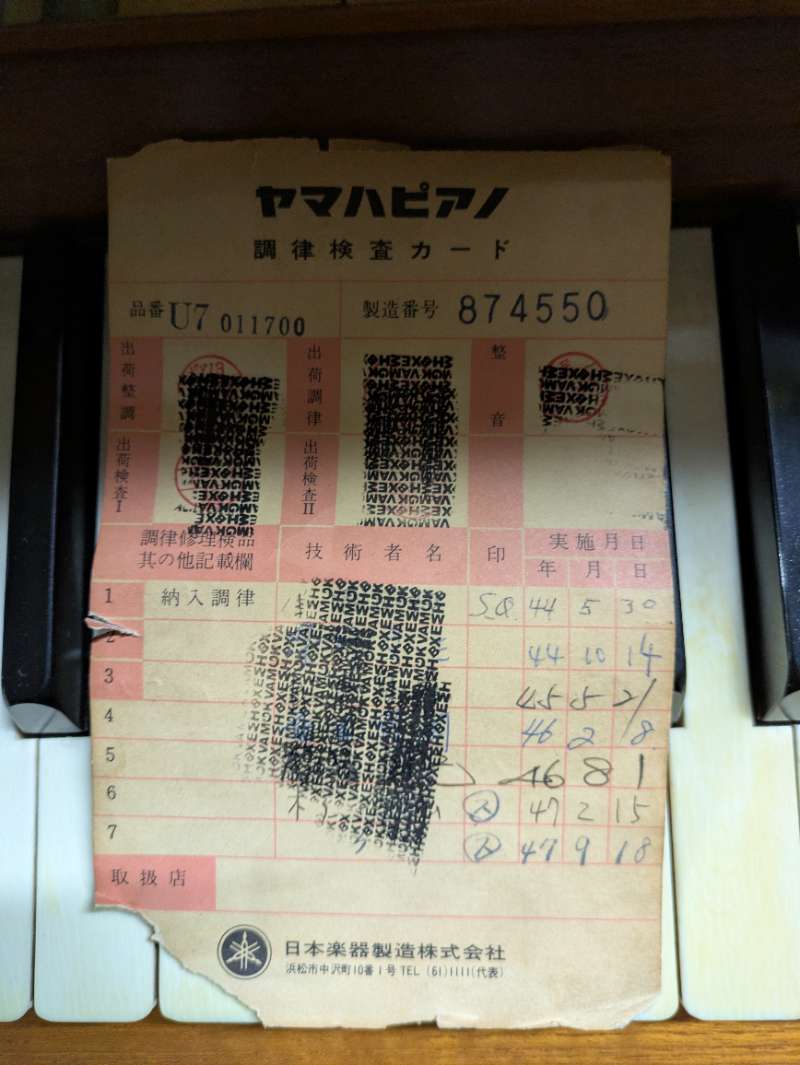 ヤマハピアノ
調律検査カード
品番 U7 011700 製造番号 874550
出荷整調 出荷調律 整音
出荷検査I 出荷検査II
調律修理検品 技術者名 印 実施月日
其の他記載欄 年 月 日
1 納入調律 S.Q. 44 5 30
2 44 10 14
3 45 5 21
4 46 2 8
5 46 8 1
6 47 2 15
7 47 9 18
取扱店
日本楽器製造株式会社
浜松市中沢町10番1号 TEL (61)1111(代表)